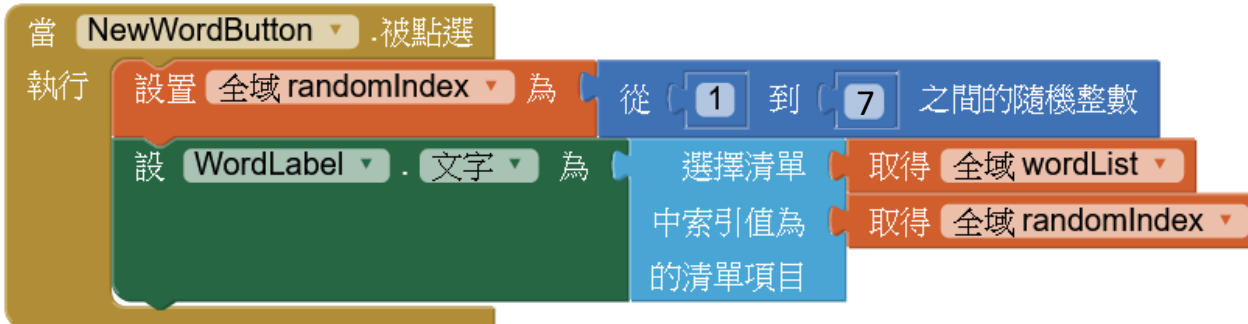 當 NewWordButton .被點選
執行 設置 全域 randomIndex 為 從 1 到 7 之間的隨機整數
設 WordLabel . 文字 為 選擇清單 取得 全域 wordList
中索引值為 取得 全域 randomIndex
的清單項目